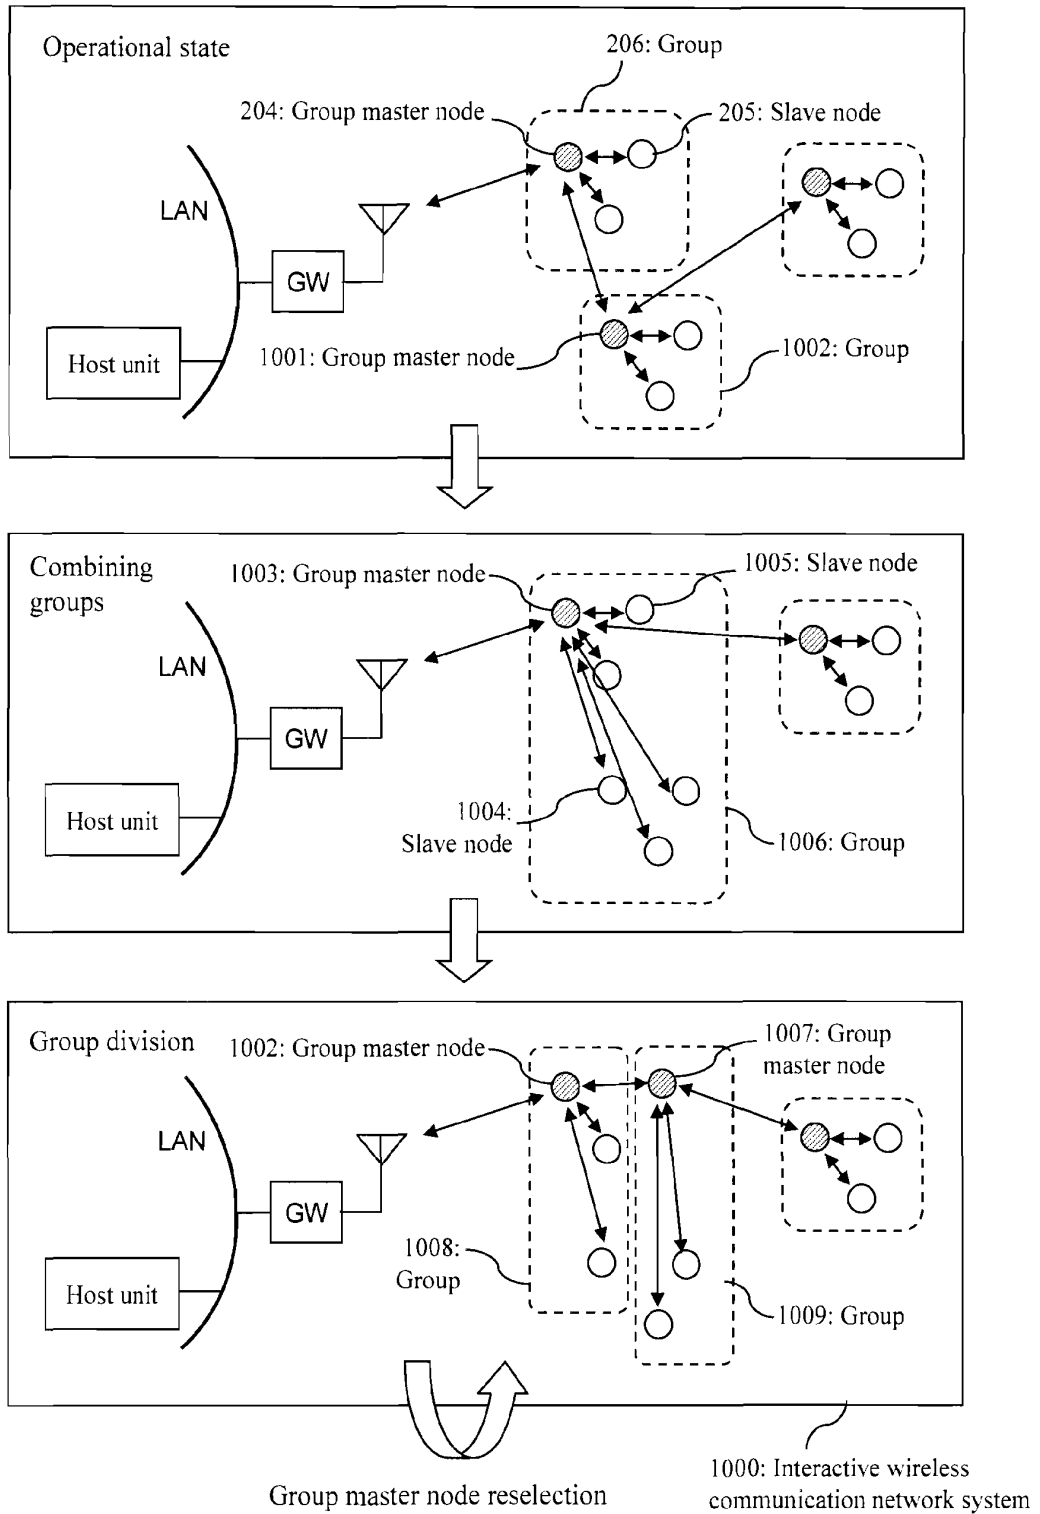 Operational state
206: Group
204: Group master node
205: Slave node
LAN
GW
Host unit
1001: Group master node
1002: Group
Combining
groups
1003: Group master node
1005: Slave node
LAN
GW
Host unit
1004:
Slave node
1006: Group
Group division
1002: Group master node
1007: Group
master node
LAN
GW
Host unit
1008:
Group
1009: Group
Group master node reselection
1000: Interactive wireless
communication network system